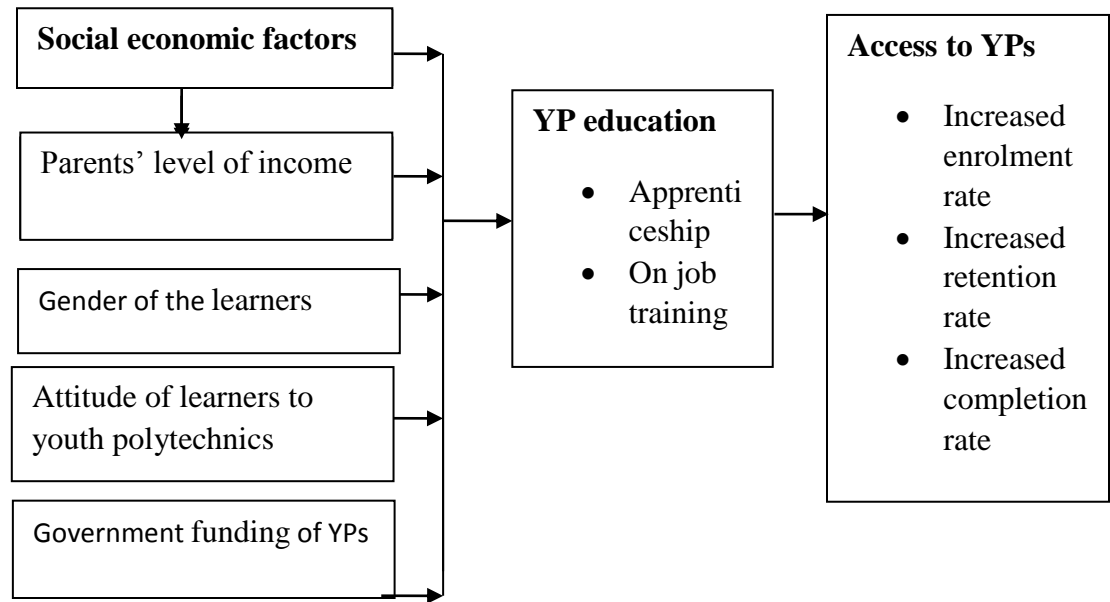 Social economic factors
Parents’ level of income
Gender of the learners
Attitude of learners to
youth polytechnics
Government funding of YPs
YP education
• Apprenti
ceship
• On job
training
Access to YPs
• Increased
enrolment
rate
• Increased
retention
rate
• Increased
completion
rate